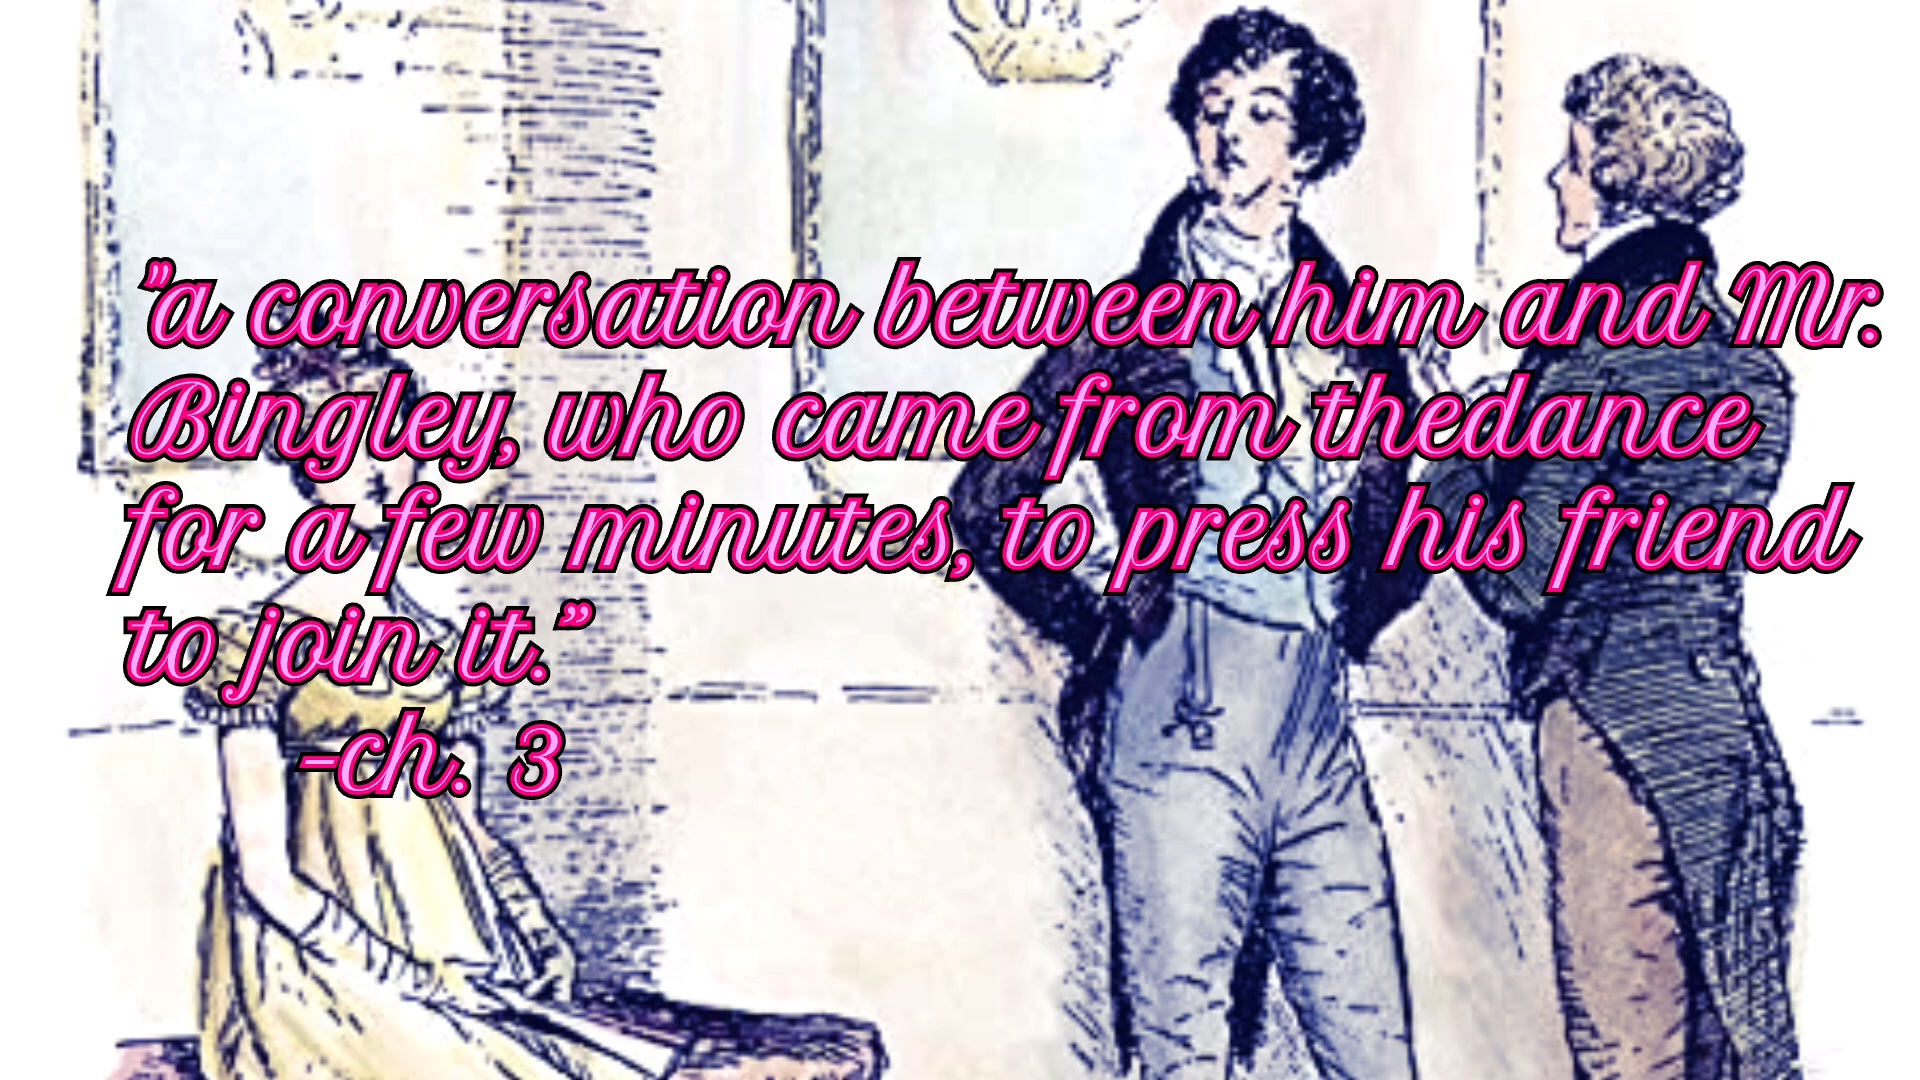 "a conversation between him and Mr.
Bingley, who came from thedance
for a few minutes, to press his friend
to join it."
-ch. 3